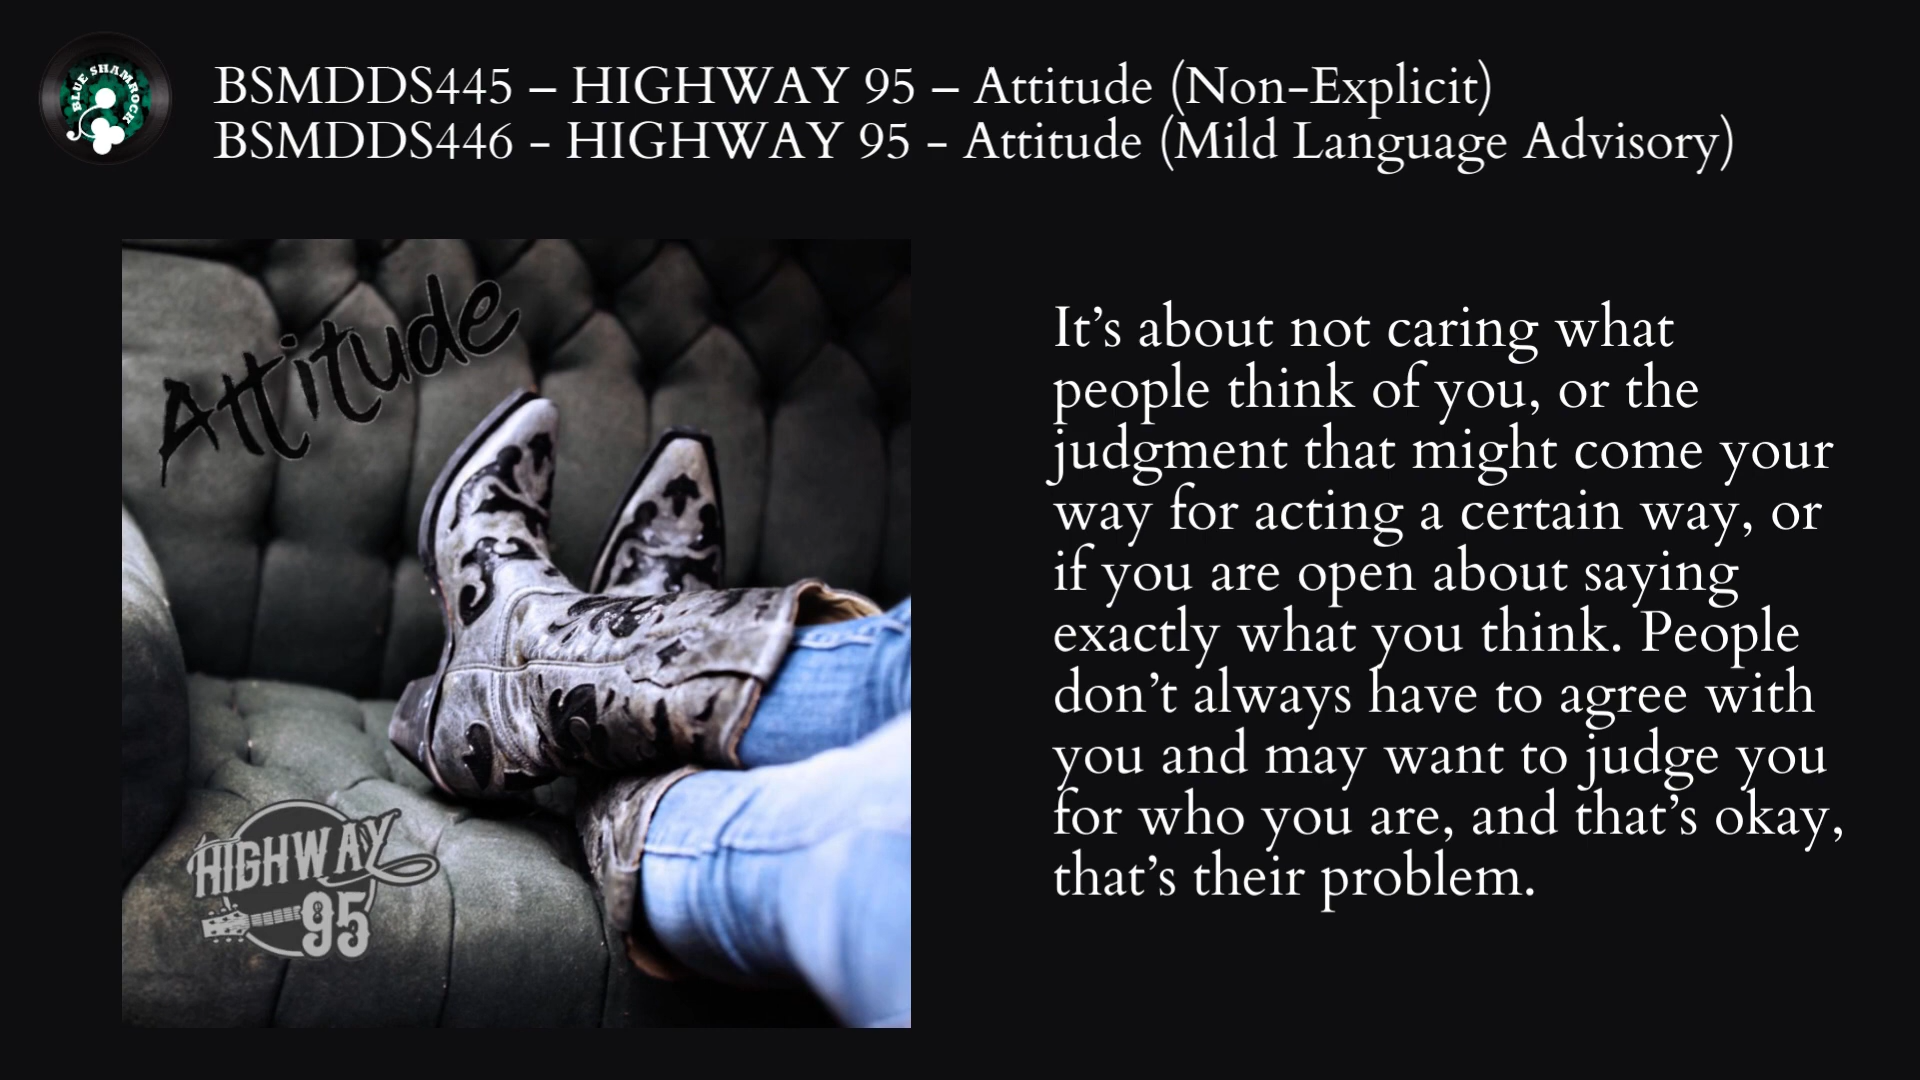 BLUE SHAMROCK
BSMDDS445 – HIGHWAY 95 – Attitude (Non-Explicit)
BSMDDS446 - HIGHWAY 95 - Attitude (Mild Language Advisory)
Attitude
HIGHWAY
95
It’s about not caring what
people think of you, or the
judgment that might come your
way for acting a certain way, or
if you are open about saying
exactly what you think. People
don’t always have to agree with
you and may want to judge you
for who you are, and that’s okay,
that’s their problem.